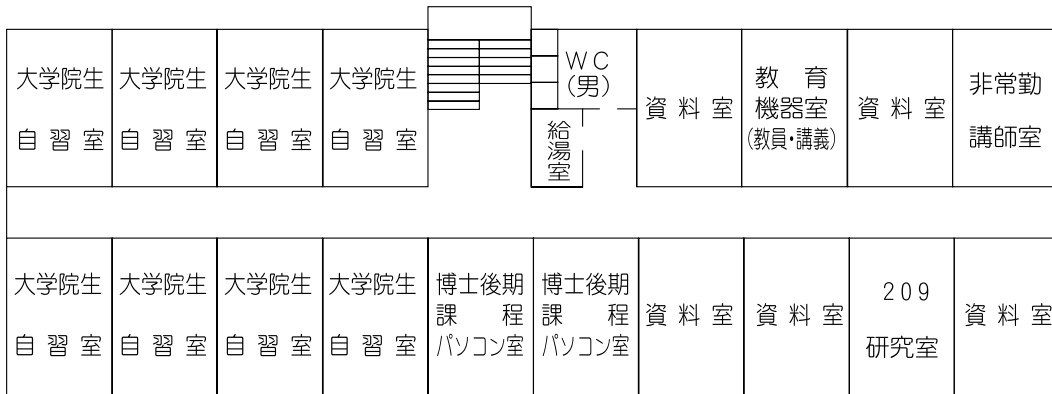 大学院生
自習室
大学院生
自習室
大学院生
自習室
大学院生
自習室
WC
(男)
給湯室
資料室
教育
機器室
(教員・講義)
資料室
非常勤
講師室
大学院生
自習室
大学院生
自習室
大学院生
自習室
大学院生
自習室
博士後期
課程
パソコン室
博士後期
課程
パソコン室
資料室
資料室
209
研究室
資料室